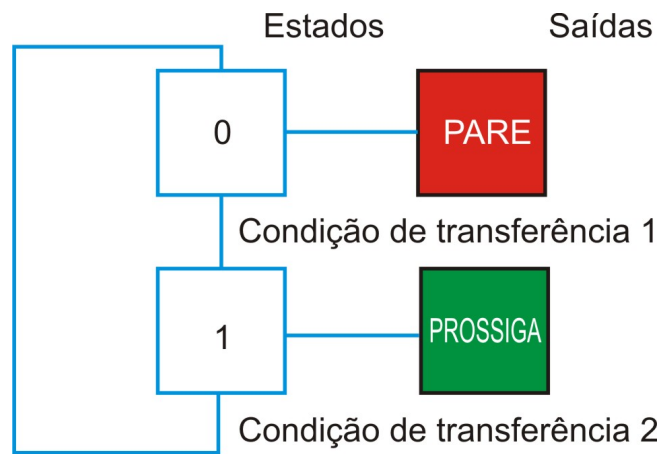 Estados Saídas
0 PARE
Condição de transferência 1
1 PROSSIGA
Condição de transferência 2